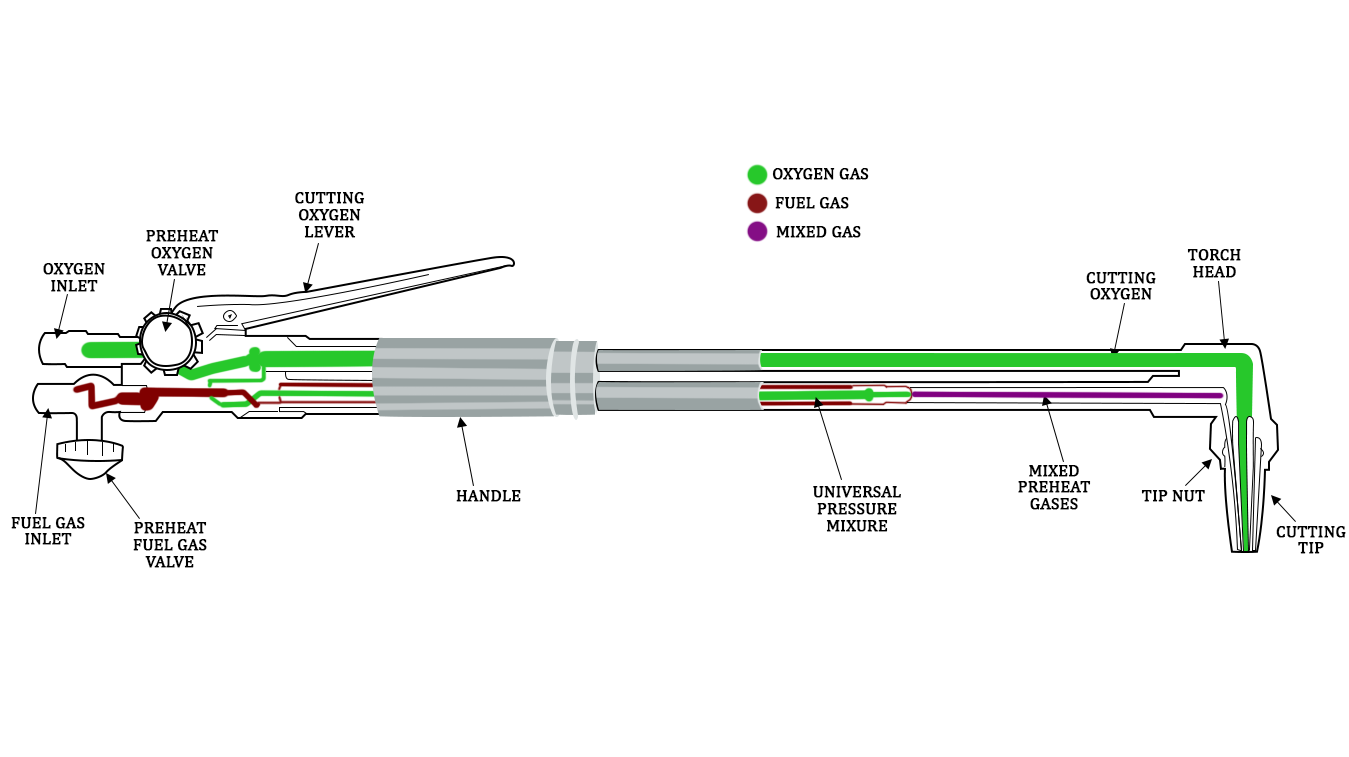 OXYGEN GAS
FUEL GAS
MIXED GAS
CUTTING
OXYGEN
LEVER
PREHEAT
OXYGEN
VALVE
OXYGEN
INLET
TORCH
HEAD
CUTTING
OXYGEN
FUEL GAS
INLET
PREHEAT
FUEL GAS
VALVE
HANDLE
UNIVERSAL
PRESSURE
MIXURE
MIXED
PREHEAT
GASES
TIP NUT
CUTTING
TIP